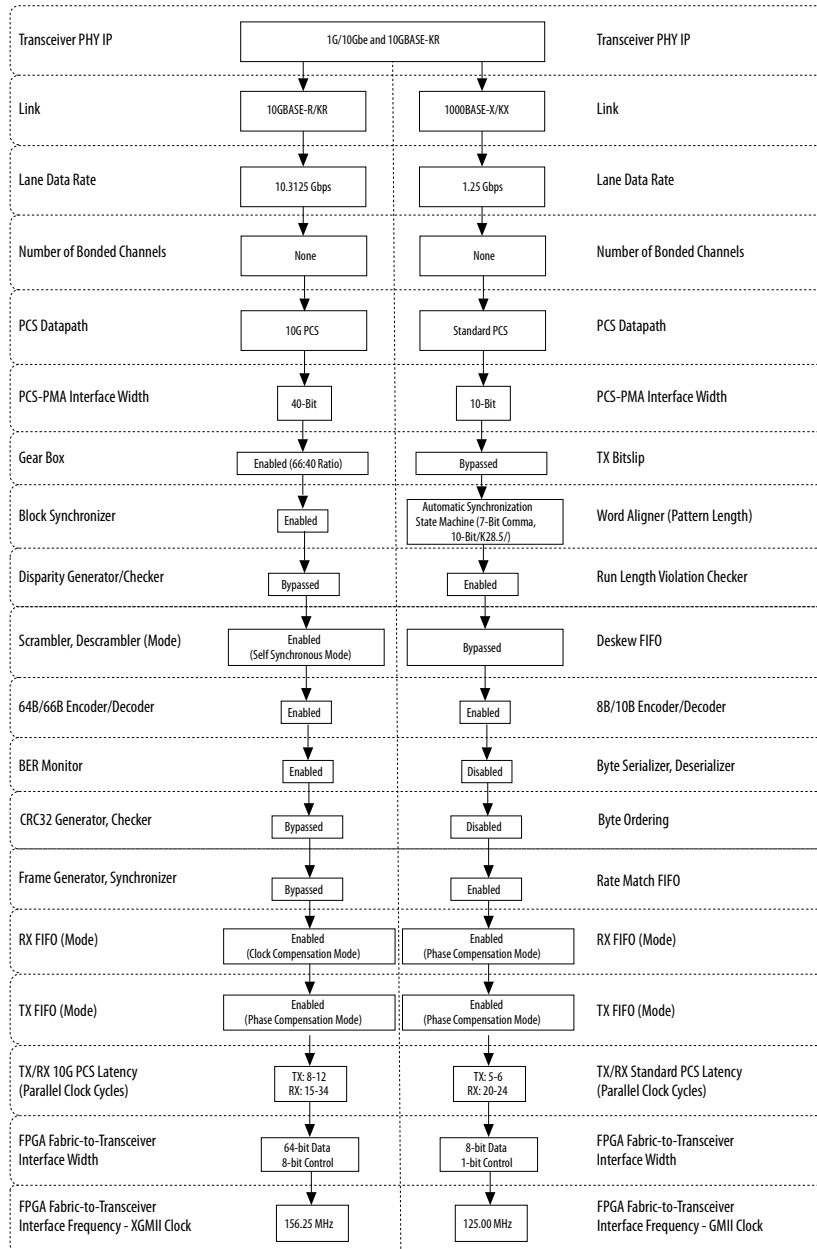 Transceiver PHY IP
1G/10Gbe and 10GBASE-KR
Transceiver PHY IP
Link
10GBASE-R/KR
1000BASE-X/KX
Link
Lane Data Rate
10.3125 Gbps
1.25 Gbps
Lane Data Rate
Number of Bonded Channels
None
None
Number of Bonded Channels
PCS Datapath
10G PCS
Standard PCS
PCS Datapath
PCS-PMA Interface Width
40-Bit
10-Bit
PCS-PMA Interface Width
Gear Box
Enabled (66:40 Ratio)
Bypassed
TX Bitslip
Block Synchronizer
Enabled
Automatic Synchronization
State Machine (7-Bit Comma,
10-Bit/K28.5/)
Word Aligner (Pattern Length)
Disparity Generator/Checker
Bypassed
Enabled
Run Length Violation Checker
Scrambler, Descrambler (Mode)
Enabled
(Self Synchronous Mode)
Bypassed
Deskew FIFO
64B/66B Encoder/Decoder
Enabled
Enabled
8B/10B Encoder/Decoder
BER Monitor
Enabled
Disabled
Byte Serializer, Deserializer
CRC32 Generator, Checker
Bypassed
Disabled
Byte Ordering
Frame Generator, Synchronizer
Bypassed
Enabled
Rate Match FIFO
RX FIFO (Mode)
Enabled
(Clock Compensation Mode)
Enabled
(Phase Compensation Mode)
RX FIFO (Mode)
TX FIFO (Mode)
Enabled
(Phase Compensation Mode)
Enabled
(Phase Compensation Mode)
TX FIFO (Mode)
TX/RX 10G PCS Latency
(Parallel Clock Cycles)
TX: 8-12
RX: 15-34
TX: 5-6
RX: 20-24
TX/RX Standard PCS Latency
(Parallel Clock Cycles)
FPGA Fabric-to-Transceiver
Interface Width
64-bit Data
8-bit Control
8-bit Data
1-bit Control
FPGA Fabric-to-Transceiver
Interface Width
FPGA Fabric-to-Transceiver
Interface Frequency - XGMII Clock
156.25 MHz
125.00 MHz
FPGA Fabric-to-Transceiver
Interface Frequency - GMII Clock